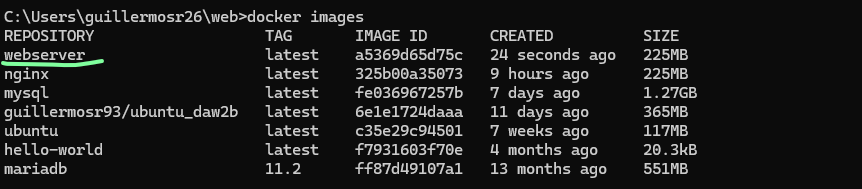 C:\Users\guillermosr26\web>docker images
REPOSITORY TAG IMAGE ID CREATED SIZE
webserver latest a5369d65d75c 24 seconds ago 225MB
nginx latest 325b00a35073 9 hours ago 225MB
mysql latest fe036967257b 7 days ago 1.27GB
guillermosr93/ubuntu_daw2b latest 6e1e1724daaa 11 days ago 365MB
ubuntu latest c35e29c94501 7 weeks ago 117MB
hello-world latest f7931603f70e 4 months ago 20.3kB
mariadb 11.2 ff87d49107a1 13 months ago 551MB